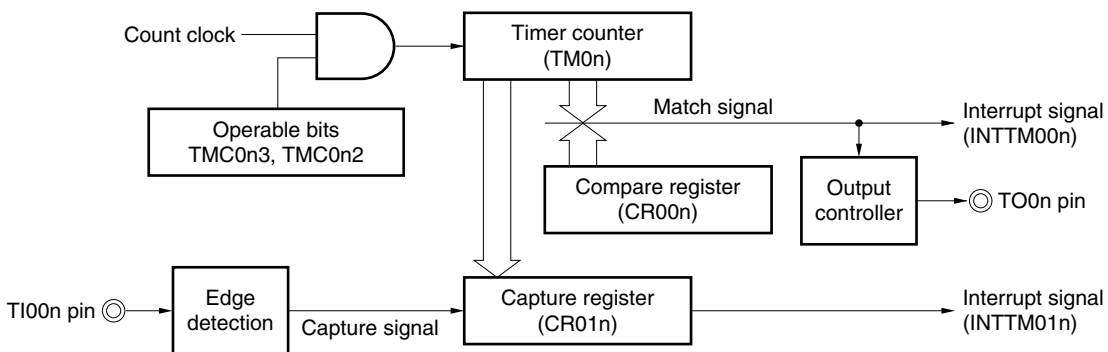 Count clock
Timer counter
(TM0n)
Operable bits
TMC0n3, TMC0n2
Match signal
Interrupt signal
(INTTM00n)
Compare register
(CR00n)
Output
controller
TO0n pin
TI00n pin
Edge
detection
Capture signal
Capture register
(CR01n)
Interrupt signal
(INTTM01n)